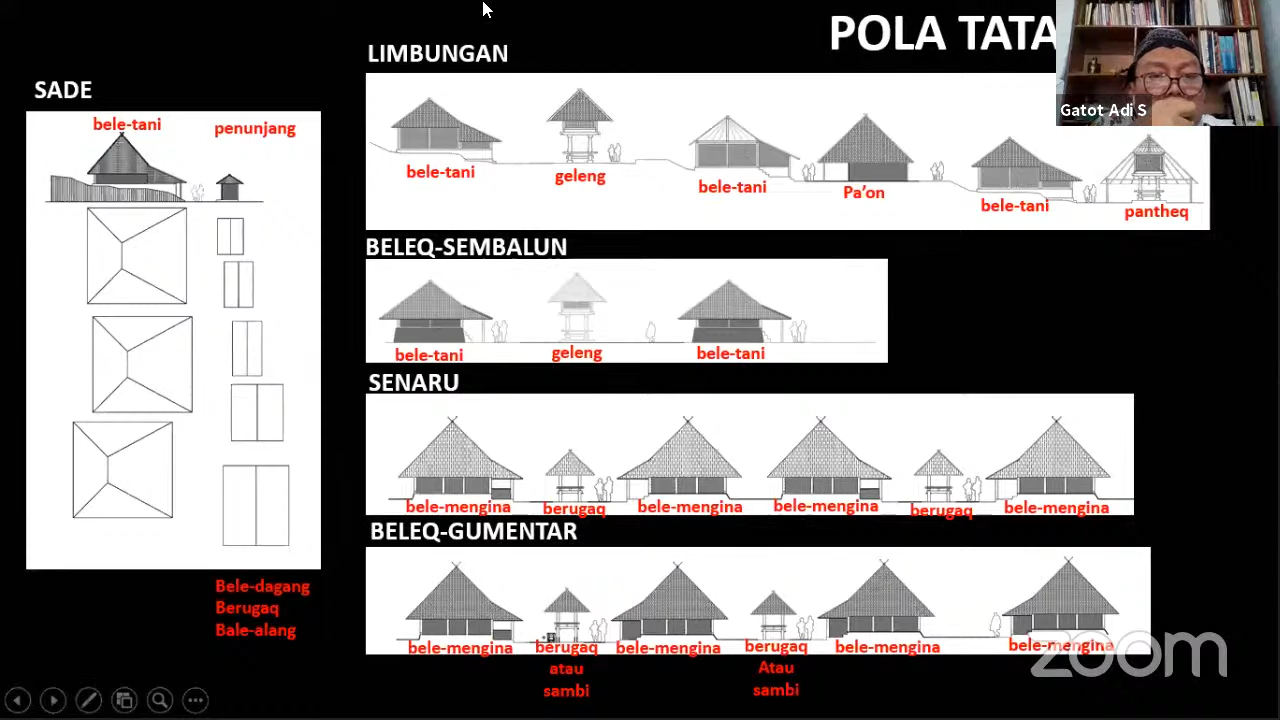 POLA TATA
Gatot Adi S
SADE
bele-tani
penunjang
Bele-dagang
Berugaq
Bale-alang
LIMBUNGAN
bele-tani
geleng
bele-tani
Pa'on
bele-tani
pantheq
BELEQ-SEMBALUN
bele-tani
geleng
bele-tani
SENARU
bele-mengina
berugaq
bele-mengina
bele-mengina
berugaq
bele-mengina
BELEQ-GUMENTAR
bele-mengina
berugaq
atau
sambi
bele-mengina
berugaq
Atau
sambi
bele-mengina
bele-mengina
zoom